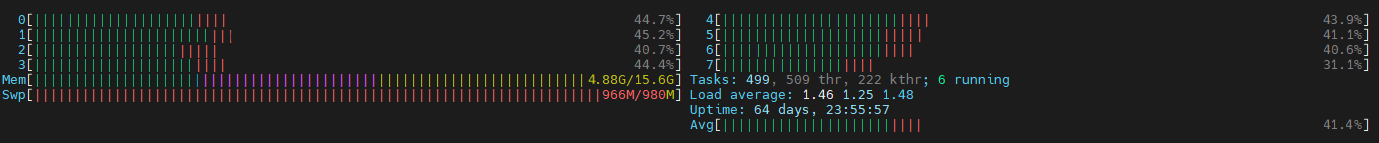 0[|||||||||||||||||||||||||||||| 44.7%] 4[|||||||||||||||||||||||||||||||| 43.9%]
1[||||||||||||||||||||||||||||||| 45.2%] 5[||||||||||||||||||||||||||||||| 41.1%]
2[|||||||||||||||||||||||||||| 40.7%] 6[|||||||||||||||||||||||||||||| 40.6%]
3[|||||||||||||||||||||||||||||| 44.4%] 7[|||||||||||||||||||||||| 31.1%]
Mem[||||||||||||||||||||||||||||||||||||||||||||||||||||||||||||||||||||||||||||||||||||4.88G/15.6G] Tasks: 499, 509 thr, 222 kthr; 6 running
Swp[|||||||||||||||||||||||||||||||||||||||||||||||||||||||||||||||||||||||||||||||||||||||966M/980M] Load average: 1.46 1.25 1.48
Uptime: 64 days, 23:55:57
Avg[||||||||||||||||||||||||||||||| 41.4%]